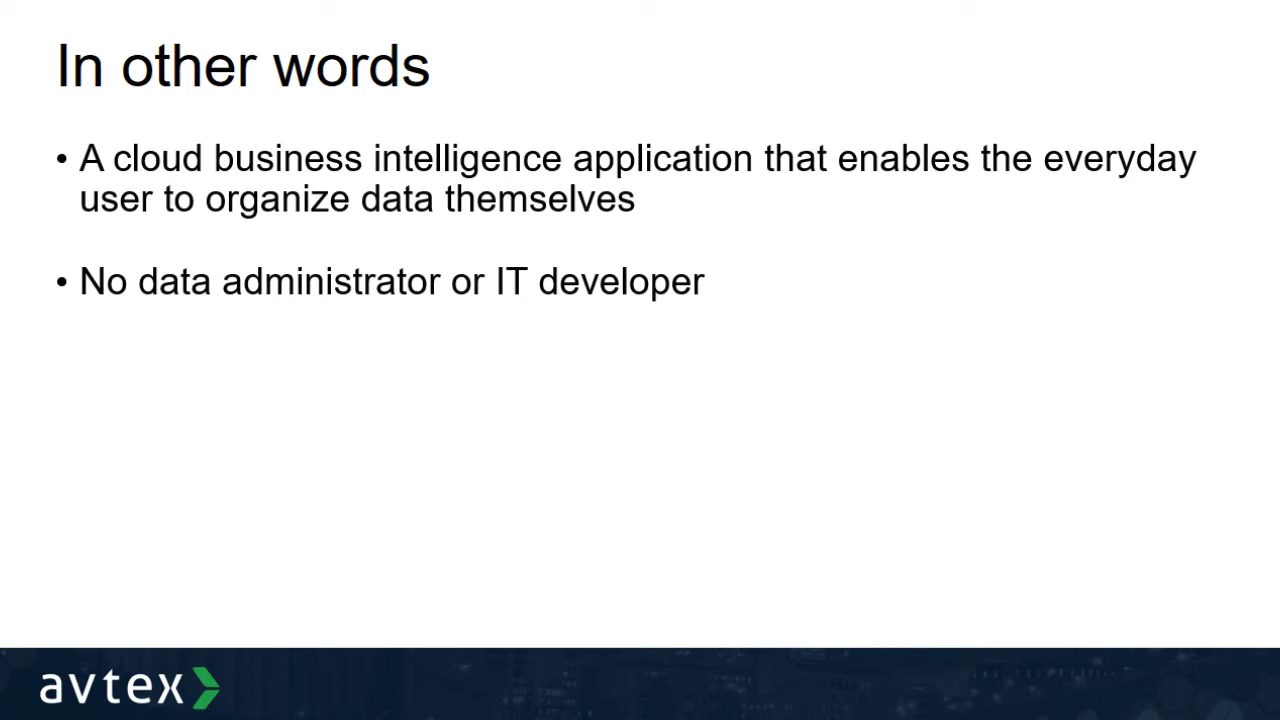 In other words
• A cloud business intelligence application that enables the everyday
user to organize data themselves
• No data administrator or IT developer
avtex